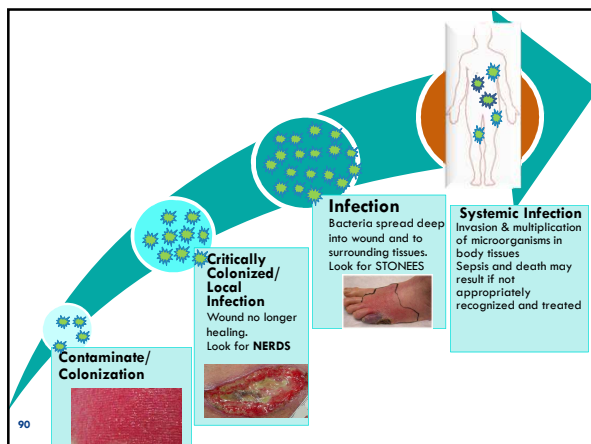 Contaminate/
Colonization
Critically
Colonized/
Local
Infection
Wound no longer
healing.
Look for NERDS
Infection
Bacteria spread deep
into wound and to
surrounding tissues.
Look for STONEES
Systemic Infection
Invasion & multiplication
of microorganisms in
body tissues
Sepsis and death may
result if not
appropriately
recognized and treated
90